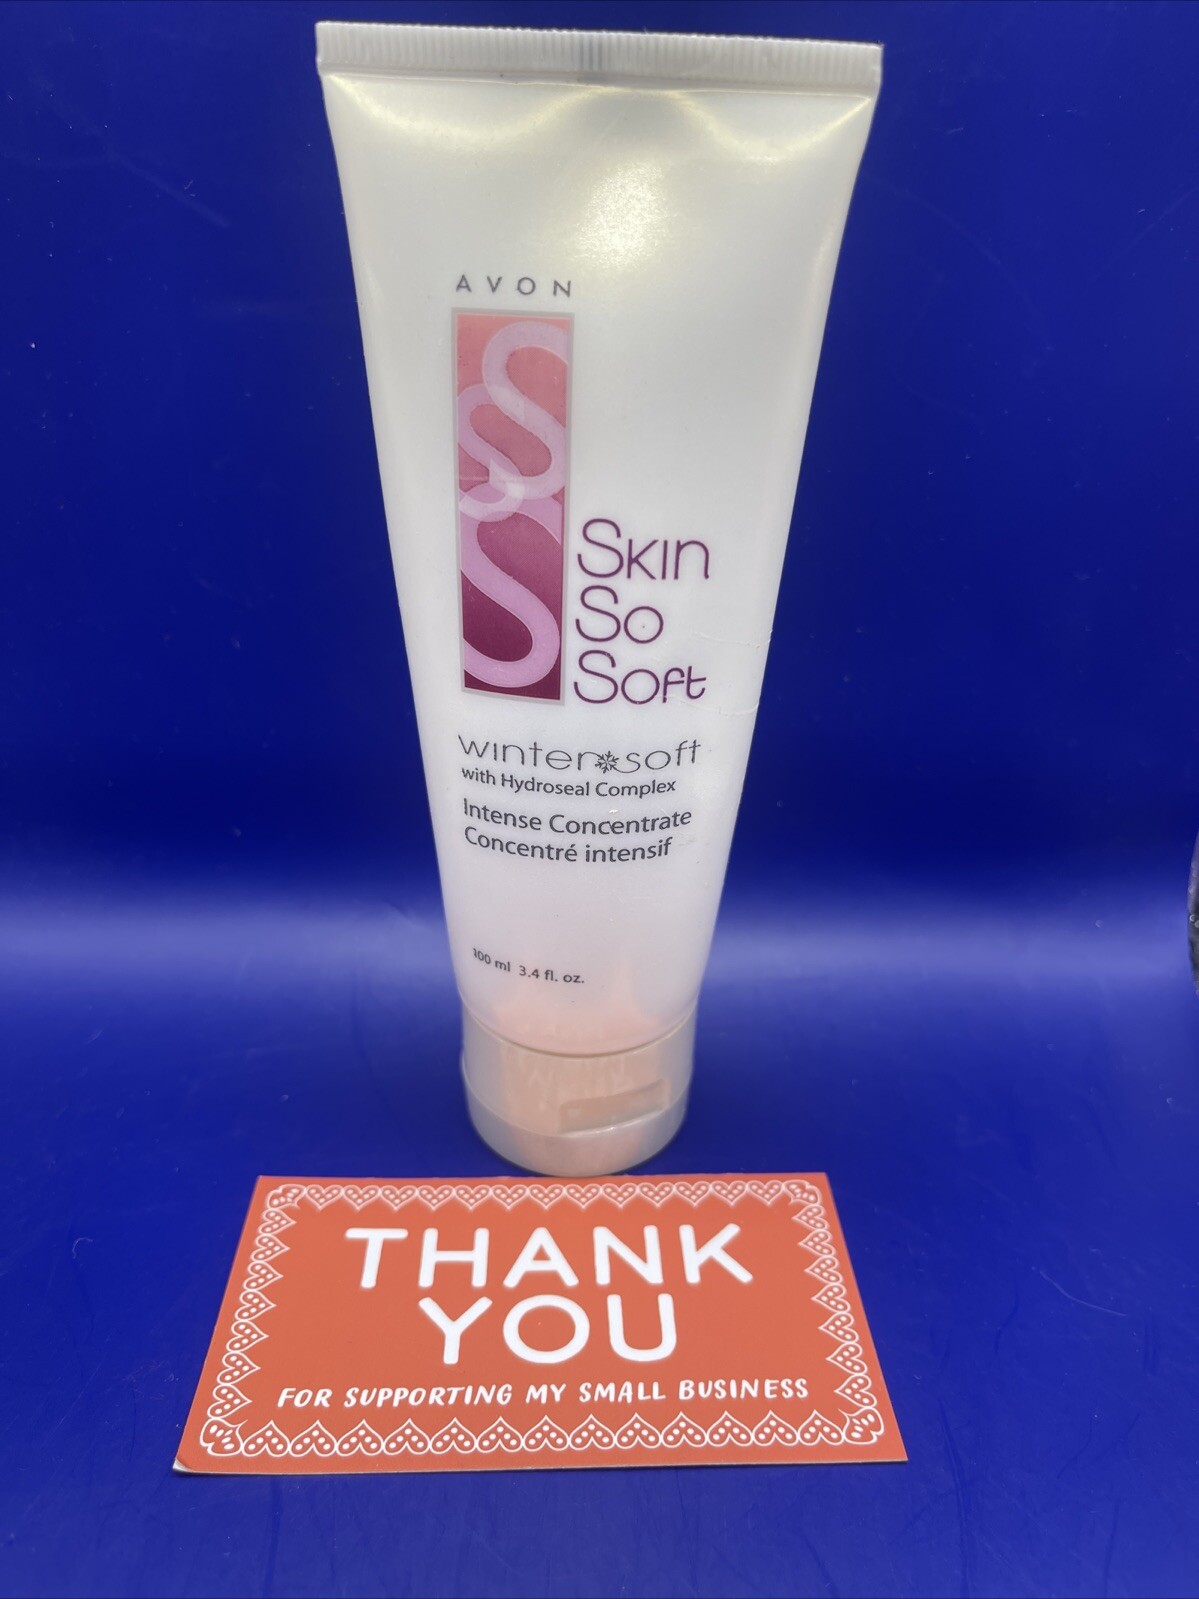 AVON
Skin
So
Soft
winter soft
with Hydroseal Complex
Intense Concentrate
Concentré intensif
100 ml 3.4 fl. oz.
THANK
YOU
FOR SUPPORTING MY SMALL BUSINESS